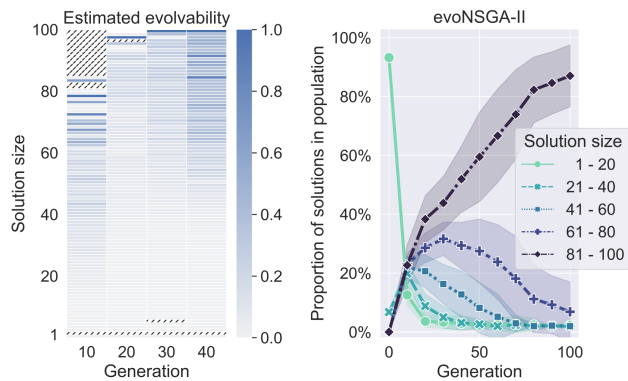 Estimated evolvability
100
80
60
40
20
1
Solution size
10 20 30 40
Generation
1.0
0.8
0.6
0.4
0.2
0.0
evoNSGA-II
100%
80%
60%
40%
20%
0%
Proportion of solutions in population
0 50 100
Generation
Solution size
1 - 20
21 - 40
41 - 60
61 - 80
81 - 100